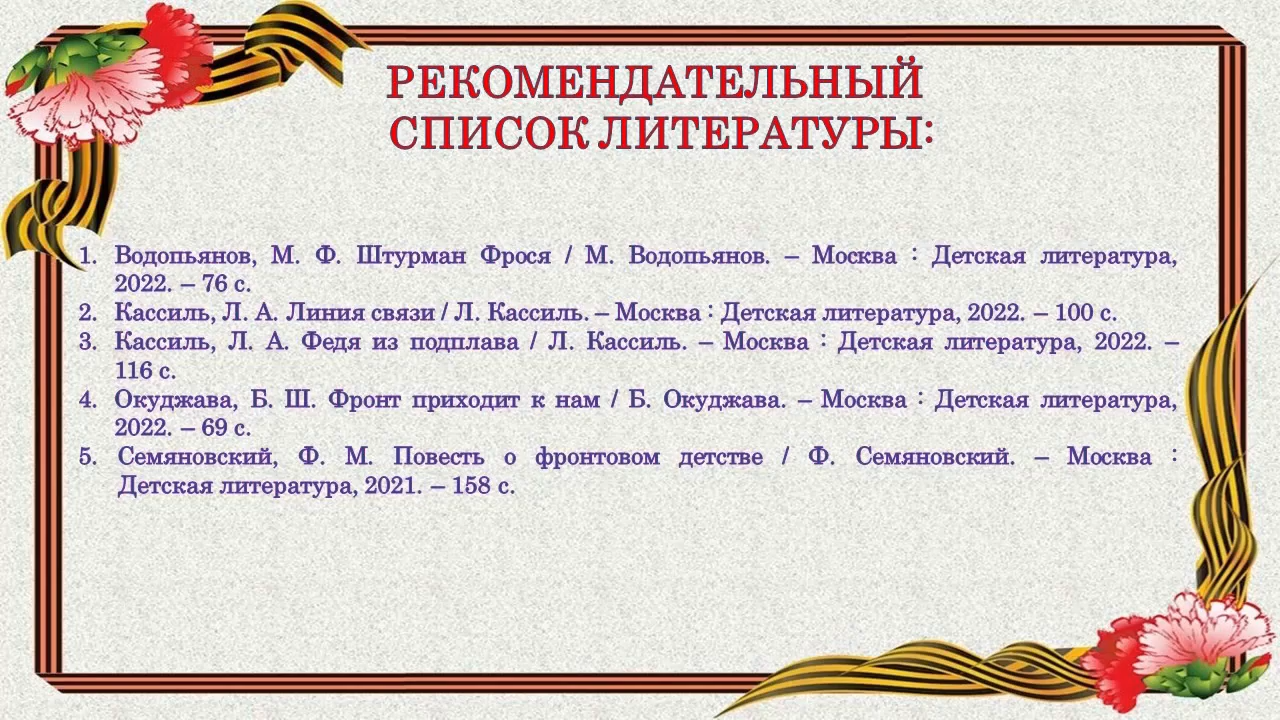 РЕКОМЕНДАТЕЛЬНЫЙ
СПИСОК ЛИТЕРАТУРЫ:
1. Водопьянов, М. Ф. Штурман Фрося / М. Водопьянов. – Москва : Детская литература,
2022. – 76 с.
2. Кассиль, Л. А. Линия связи / Л. Кассиль. – Москва : Детская литература, 2022. – 100 с.
3. Кассиль, Л. А. Федя из подплава / Л. Кассиль. – Москва : Детская литература, 2022. –
116 с.
4. Окуджава, Б. Ш. Фронт приходит к нам / Б. Окуджава. – Москва : Детская литература,
2022. – 69 с.
5. Семяновский, Ф. М. Повесть о фронтовом детстве / Ф. Семяновский. – Москва :
Детская литература, 2021. – 158 с.